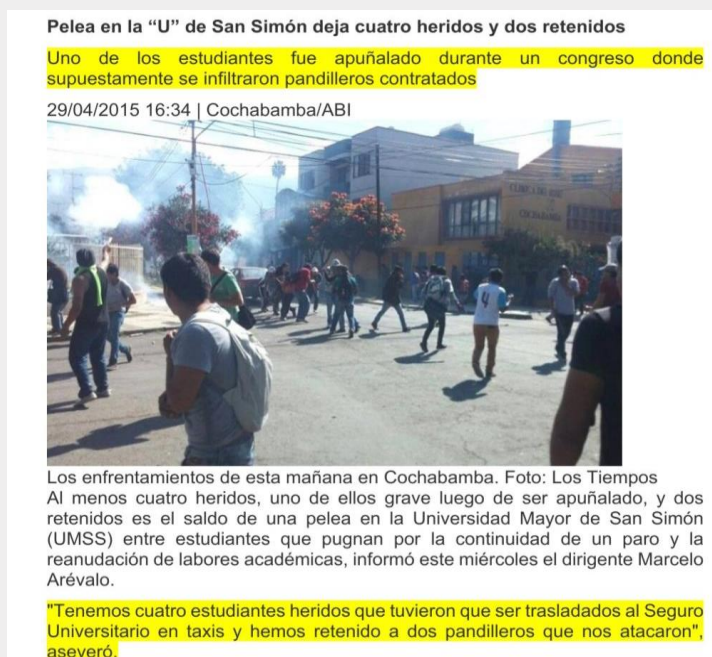 Pelea en la “U” de San Simón deja cuatro heridos y dos retenidos
Uno de los estudiantes fue apuñalado durante un congreso donde
supuestamente se infiltraron pandilleros contratados
29/04/2015 16:34 | Cochabamba/ABI
CLINICA DEL SUR
COCHABAMBA
4
Los enfrentamientos de esta mañana en Cochabamba. Foto: Los Tiempos
Al menos cuatro heridos, uno de ellos grave luego de ser apuñalado, y dos
retenidos es el saldo de una pelea en la Universidad Mayor de San Simón
(UMSS) entre estudiantes que pugnan por la continuidad de un paro y la
reanudación de labores académicas, informó este miércoles el dirigente Marcelo
Arévalo.
"Tenemos cuatro estudiantes heridos que tuvieron que ser trasladados al Seguro
Universitario en taxis y hemos retenido a dos pandilleros que nos atacaron",
aseveró.